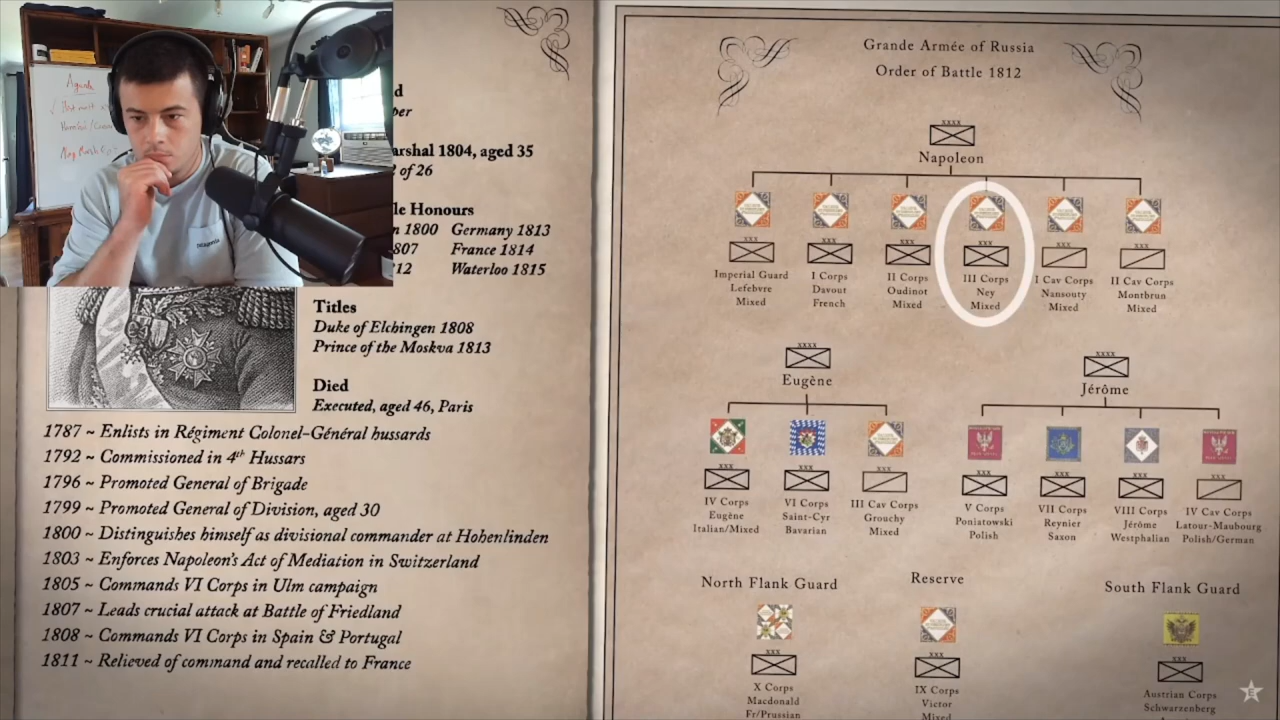 Agenda
patagonia
d
per
arshal 1804, aged 35
of 26
le Honours
n 1800 Germany 1813
807 France 1814
12 Waterloo 1815
Titles
Duke of Elchingen 1808
Prince of the Moskva 1813
Died
Executed, aged 46, Paris
1787 ~ Enlists in Régiment Colonel-Général hussards
1792 ~ Commissioned in 4th Hussars
1796 ~ Promoted General of Brigade
1799 ~ Promoted General of Division, aged 30
1800 ~ Distinguishes himself as divisional commander at Hohenlinden
1803 ~ Enforces Napoleon's Act of Mediation in Switzerland
1805 ~ Commands VI Corps in Ulm campaign
1807 ~ Leads crucial attack at Battle of Friedland
1808 ~ Commands VI Corps in Spain & Portugal
1811 ~ Relieved of command and recalled to France
Grande Armée of Russia
Order of Battle 1812
XXXX
Napoleon
XXX XXX XXX XXX XXX XXX
Imperial Guard I Corps II Corps III Corps I Cav Corps II Cav Corps
Lefebvre Davout Oudinot Ney Nansouty Montbrun
Mixed French Mixed Mixed Mixed Mixed
XXXX XXXX
Eugène Jérôme
XXX XXX XXX XXX XXX XXX XXX
IV Corps VI Corps III Cav Corps V Corps VII Corps VIII Corps IV Cav Corps
Eugène Saint-Cyr Grouchy Poniatowski Reynier Jérôme Latour-Maubourg
Italian/Mixed Bavarian Mixed Polish Saxon Westphalian Polish/German
North Flank Guard Reserve South Flank Guard
XXX XXX XXX
X Corps IX Corps Austrian Corps
Macdonald Victor Schwarzenberg
Fr/Prussian Mixed
E